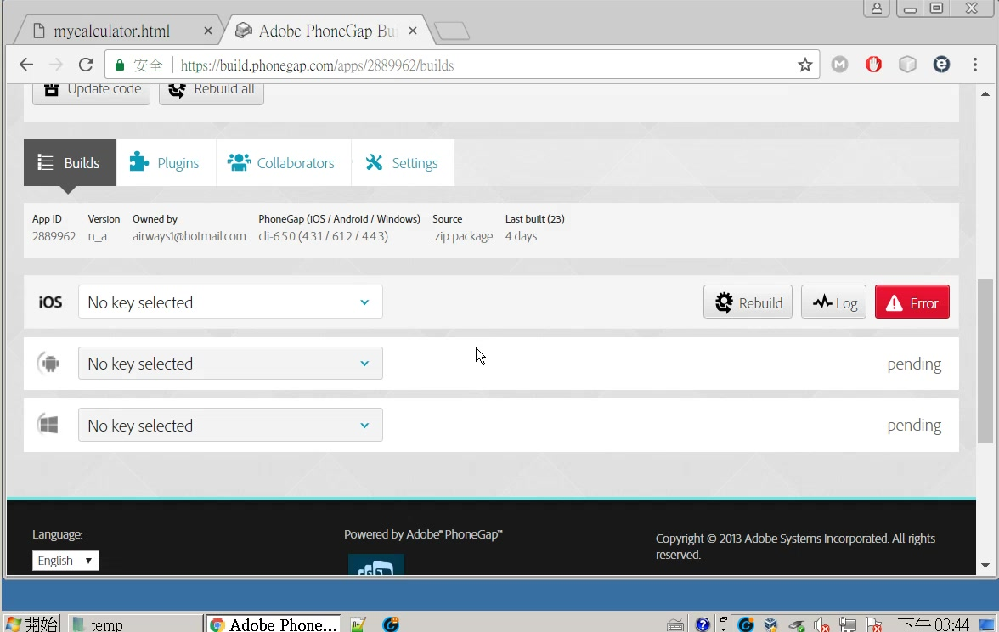 mycalculator.html
Adobe PhoneGap Bui
安全
https://build.phonegap.com/apps/2889962/builds
Update code
Rebuild all
Builds
Plugins
Collaborators
Settings
App ID Version Owned by PhoneGap (iOS / Android / Windows) Source Last built (23)
2889962 n_a airways1@hotmail.com cli-6.5.0 (4.3.1 / 6.1.2 / 4.4.3) .zip package 4 days
iOS No key selected Rebuild Log Error
No key selected pending
No key selected pending
Language:
English
Powered by Adobe® PhoneGap™
Copyright © 2013 Adobe Systems Incorporated. All rights
reserved.
開始 temp Adobe Phone... 下午 03:44